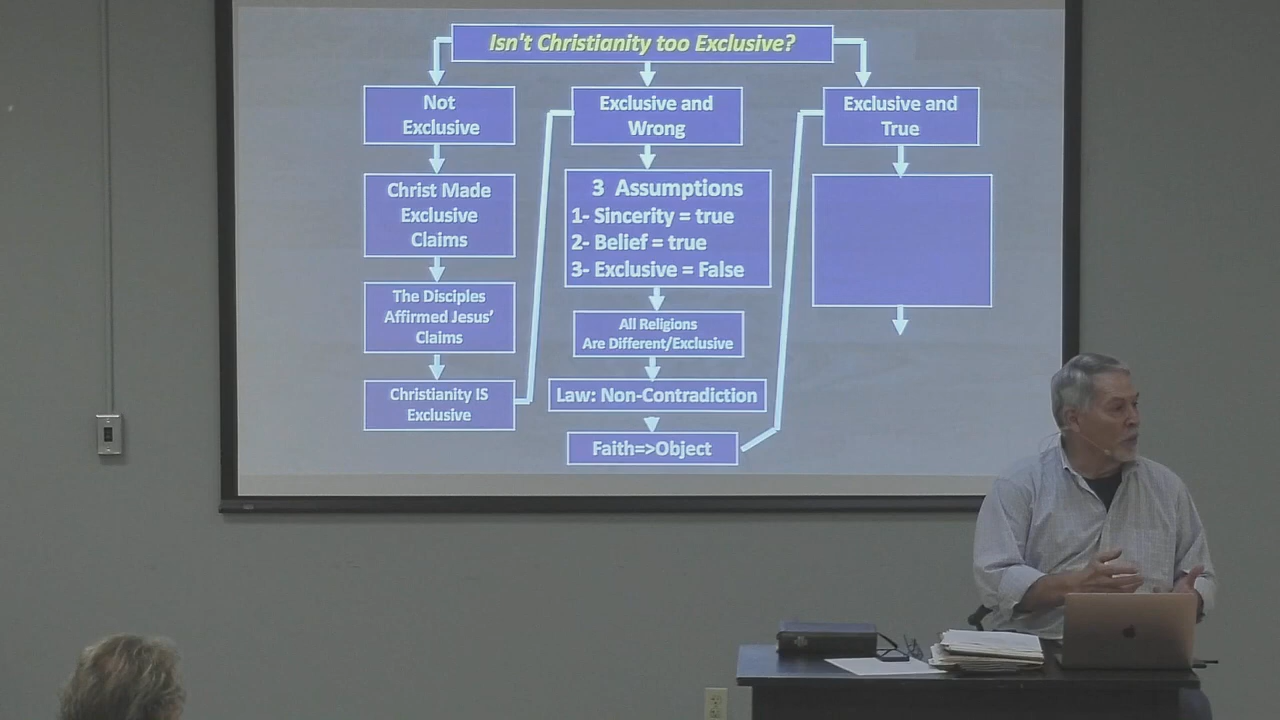 Isn't Christianity too Exclusive?
Not
Exclusive
Christ Made
Exclusive
Claims
The Disciples
Affirmed Jesus'
Claims
Christianity IS
Exclusive
Exclusive and
Wrong
3 Assumptions
1- Sincerity = true
2- Belief = true
3- Exclusive = False
All Religions
Are Different/Exclusive
Law: Non-Contradiction
Faith=>Object
Exclusive and
True